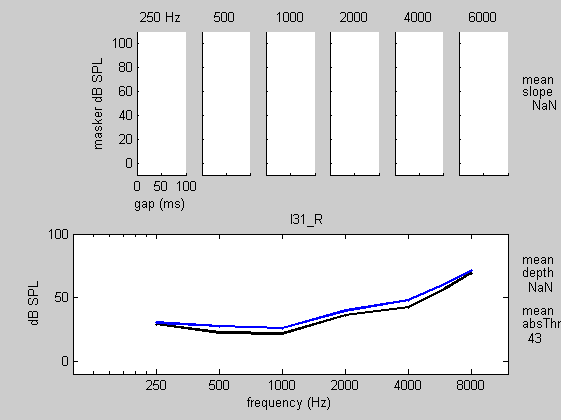 250 Hz 500 1000 2000 4000 6000
100
80
60
40
20
0
masker dB SPL
mean
slope
NaN
0 50 100
gap (ms)
I31_R
100
50
0
dB SPL
mean
depth
NaN
mean
absThr
43
250 500 1000 2000 4000 8000
frequency (Hz)